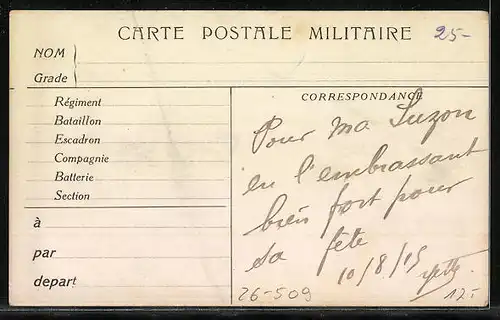 CARTE POSTALE MILITAIRE
25-
NOM
Grade
Régiment
Bataillon
Escadron
Compagnie
Batterie
Section
à
par
depart
CORRESPONDANCE
Pour ma Suzon
en l'embrassant
bien fort pour
sa fête
10/8/15
yette
26-509